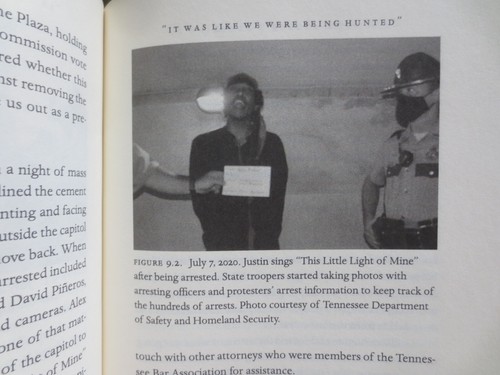 ne Plaza, holding
ommission vote
red whether this
nst removing the
us out as a pre-
a night of mass
lined the cement
nting and facing
outside the capitol
ove back. When
arrested included
d David Piñeros,
d cameras. Alex
one of that mat-
of the capitol to
of Mine”
“IT WAS LIKE WE WERE BEING HUNTED”
FIGURE 9.2. July 7, 2020. Justin sings “This Little Light of Mine”
after being arrested. State troopers started taking photos with
arresting officers and protesters’ arrest information to keep track of
the hundreds of arrests. Photo courtesy of Tennessee Department
of Safety and Homeland Security.
touch with other attorneys who were members of the Tennes-
see Bar Association for assistance.